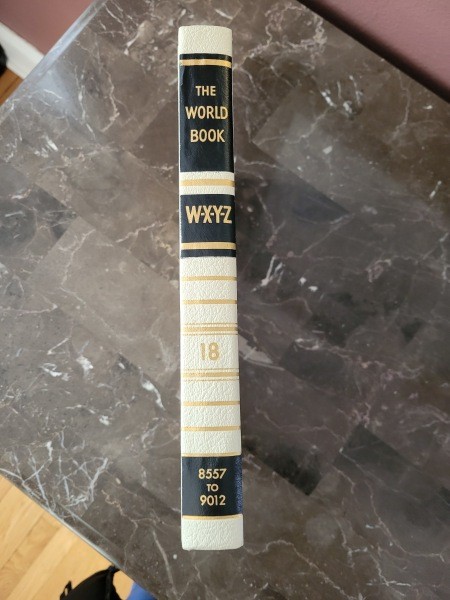 THE
WORLD
BOOK
W-X-Y-Z
18
8557
TO
9012